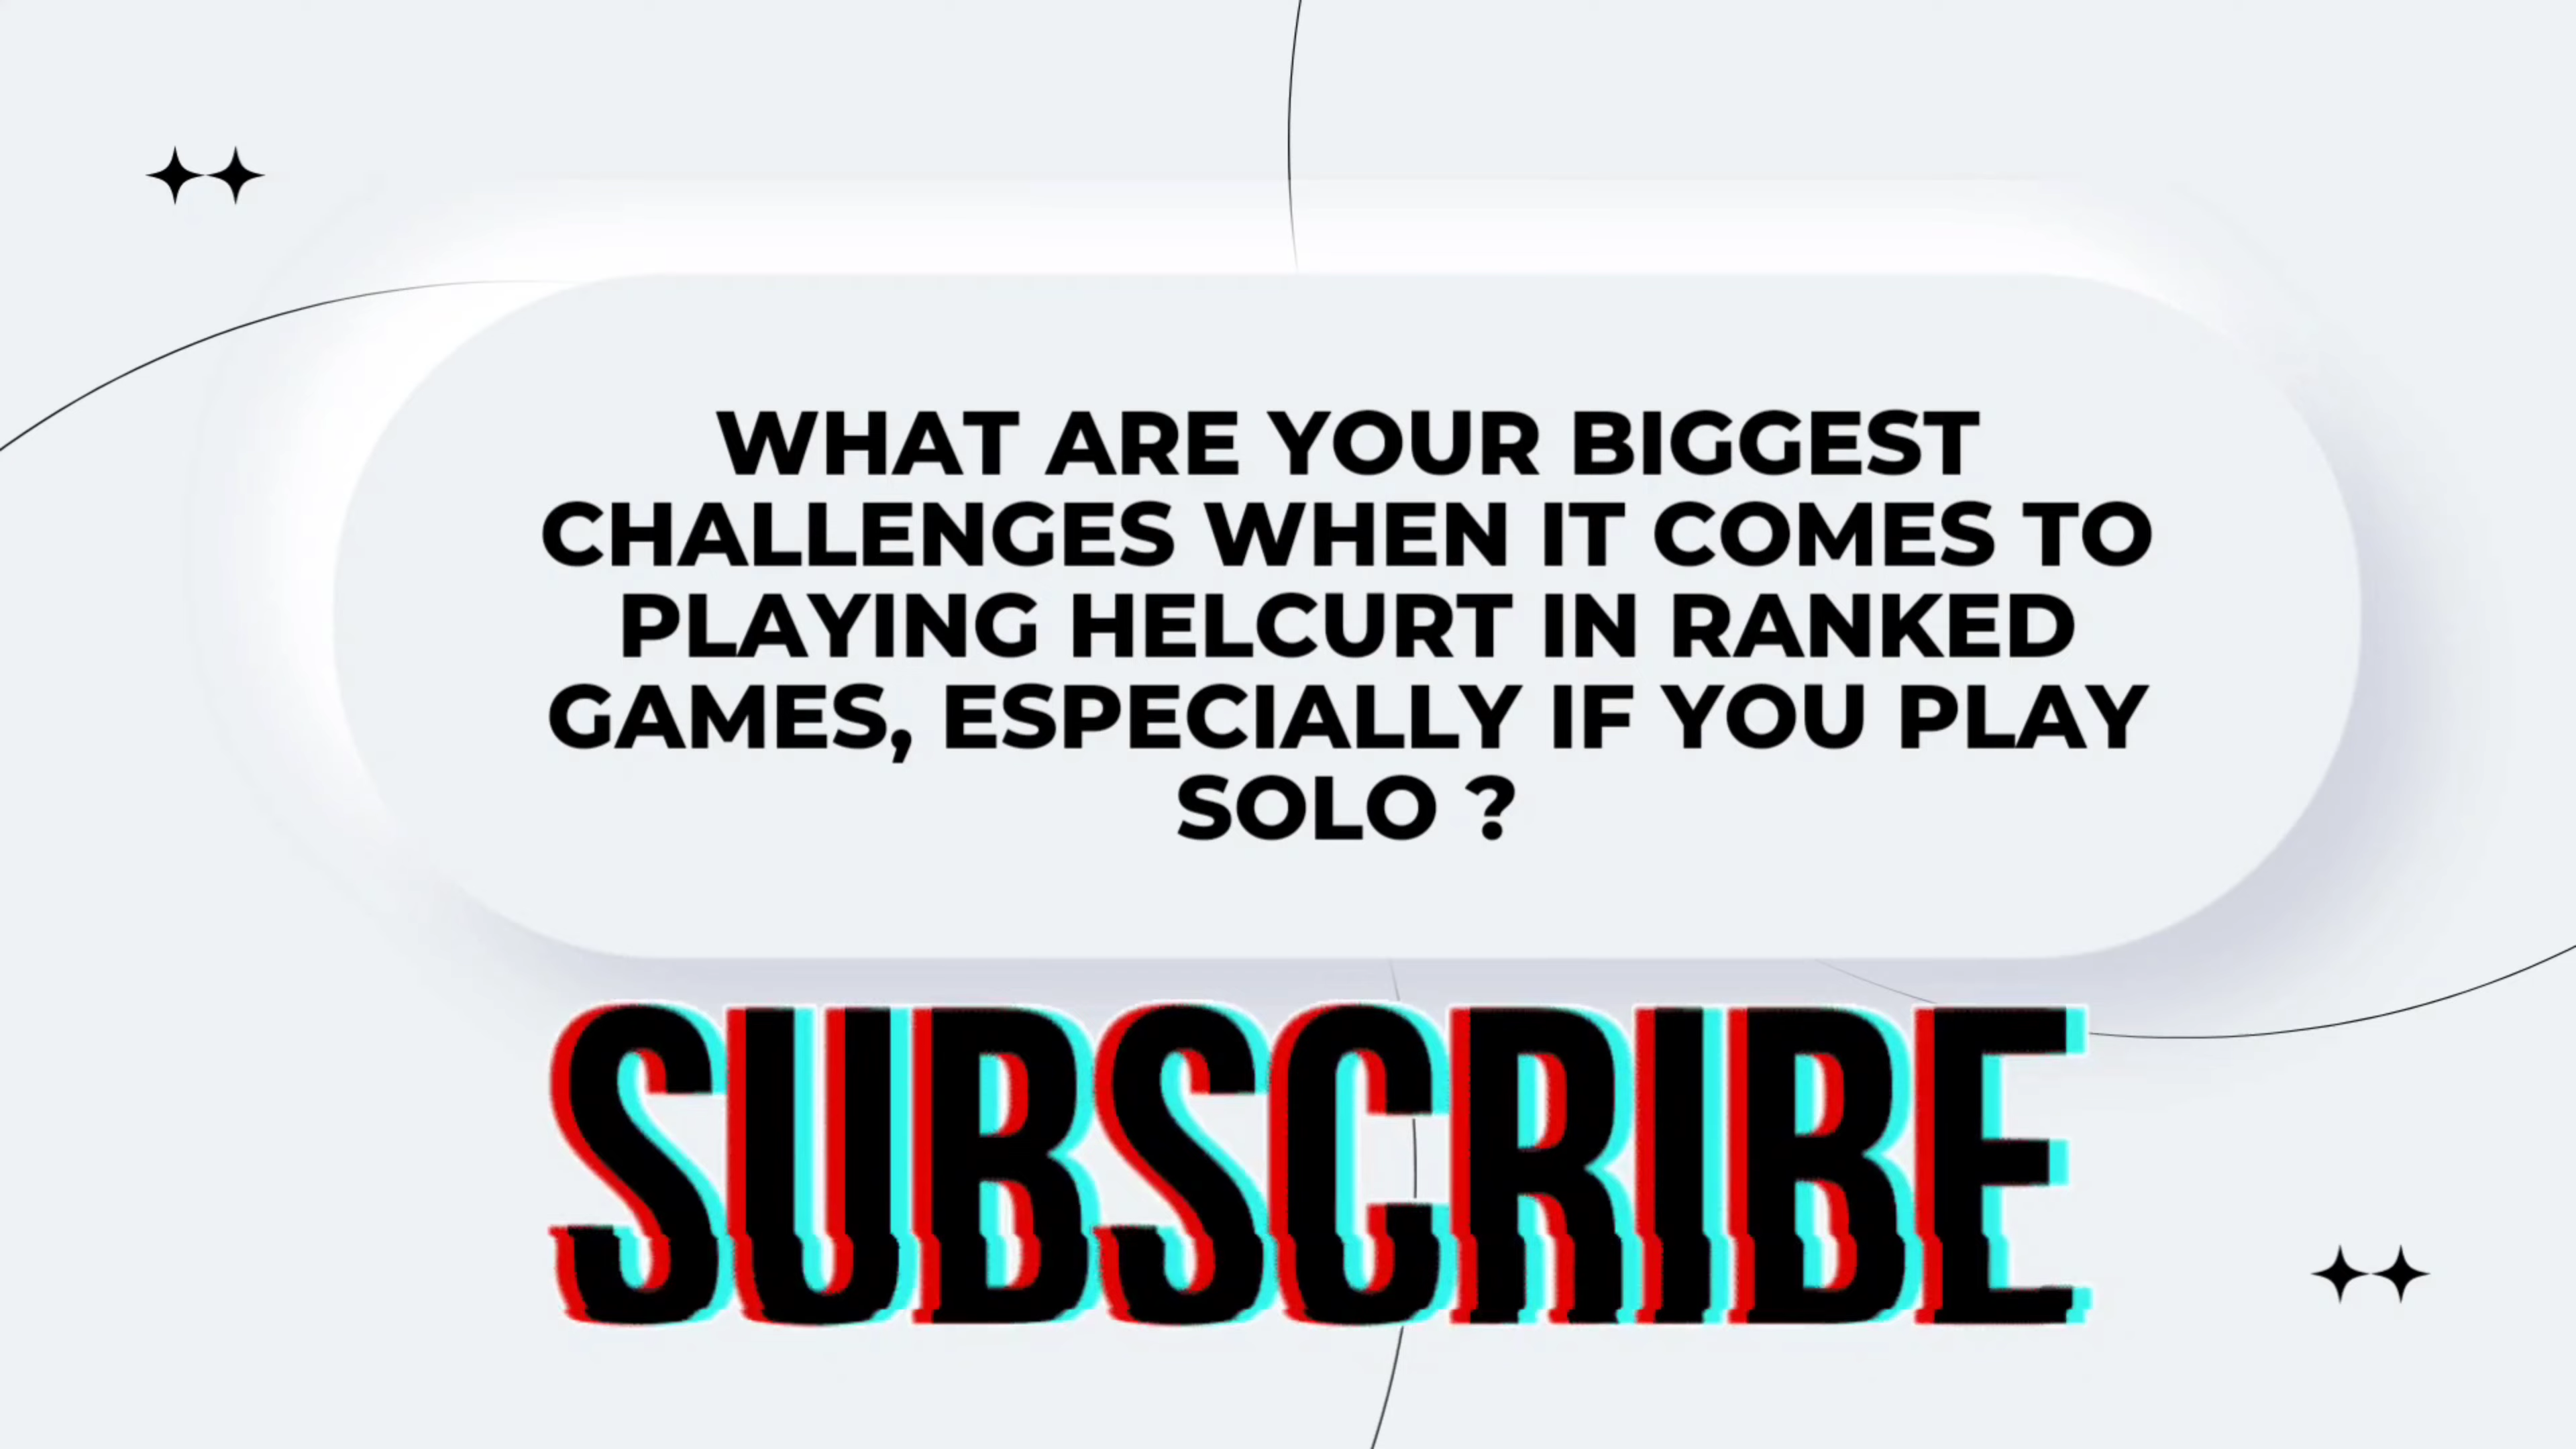 WHAT ARE YOUR BIGGEST
CHALLENGES WHEN IT COMES TO
PLAYING HELCURT IN RANKED
GAMES, ESPECIALLY IF YOU PLAY
SOLO ?
SUBSCRIBE